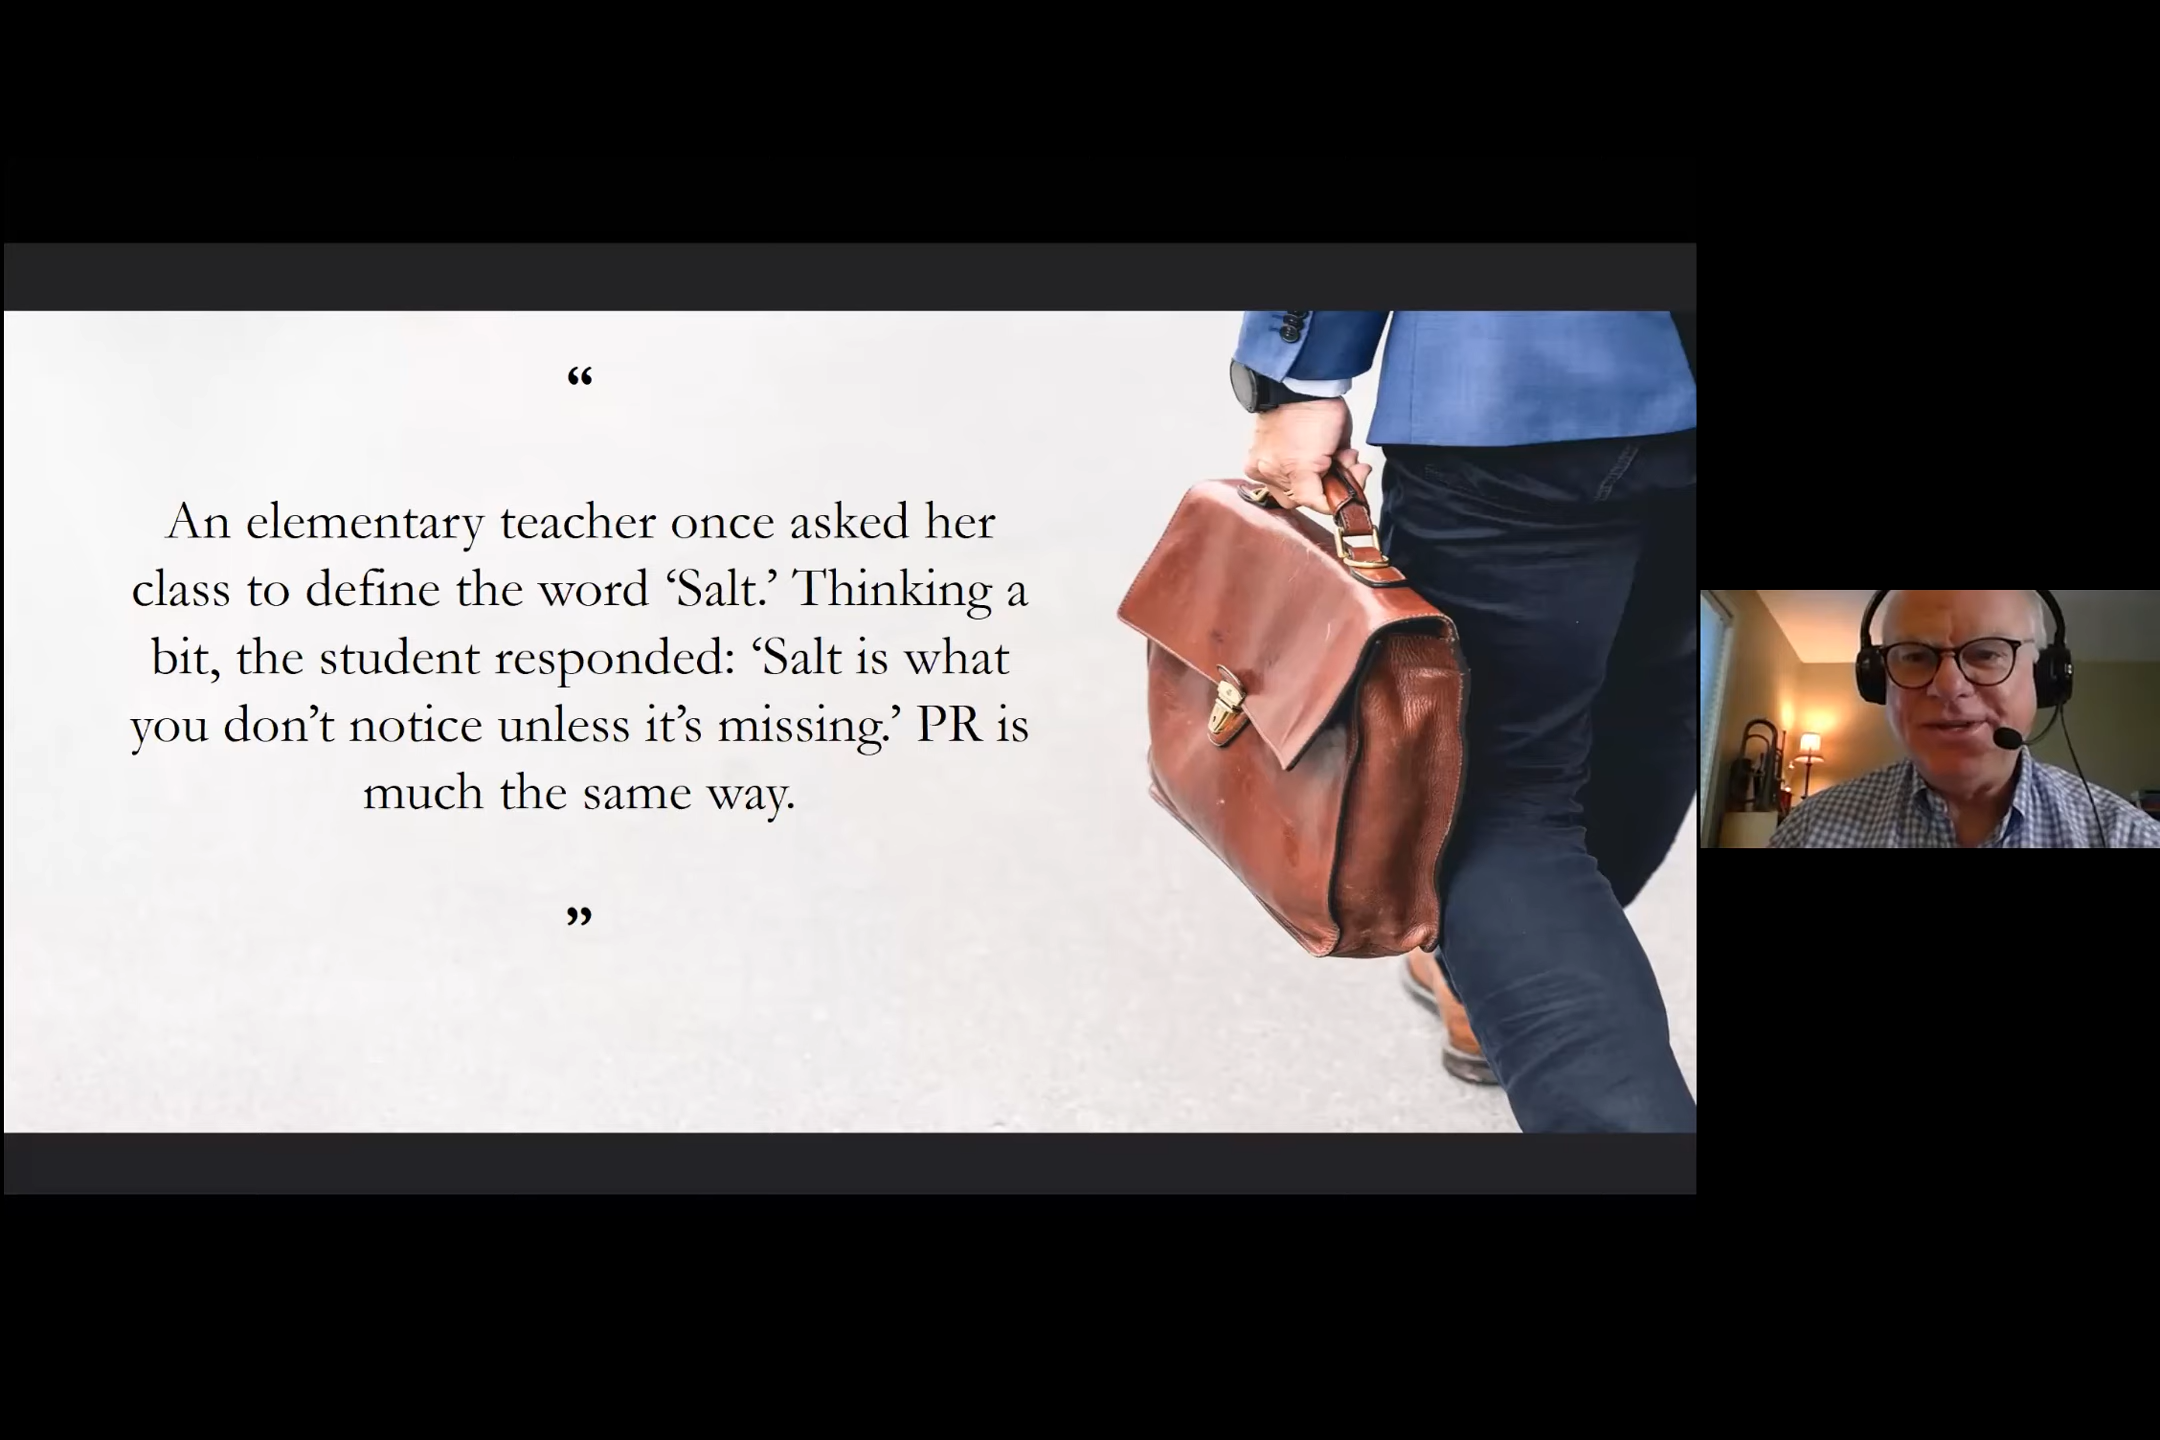 “
An elementary teacher once asked her
class to define the word ‘Salt.’ Thinking a
bit, the student responded: ‘Salt is what
you don’t notice unless it’s missing.’ PR is
much the same way.
”